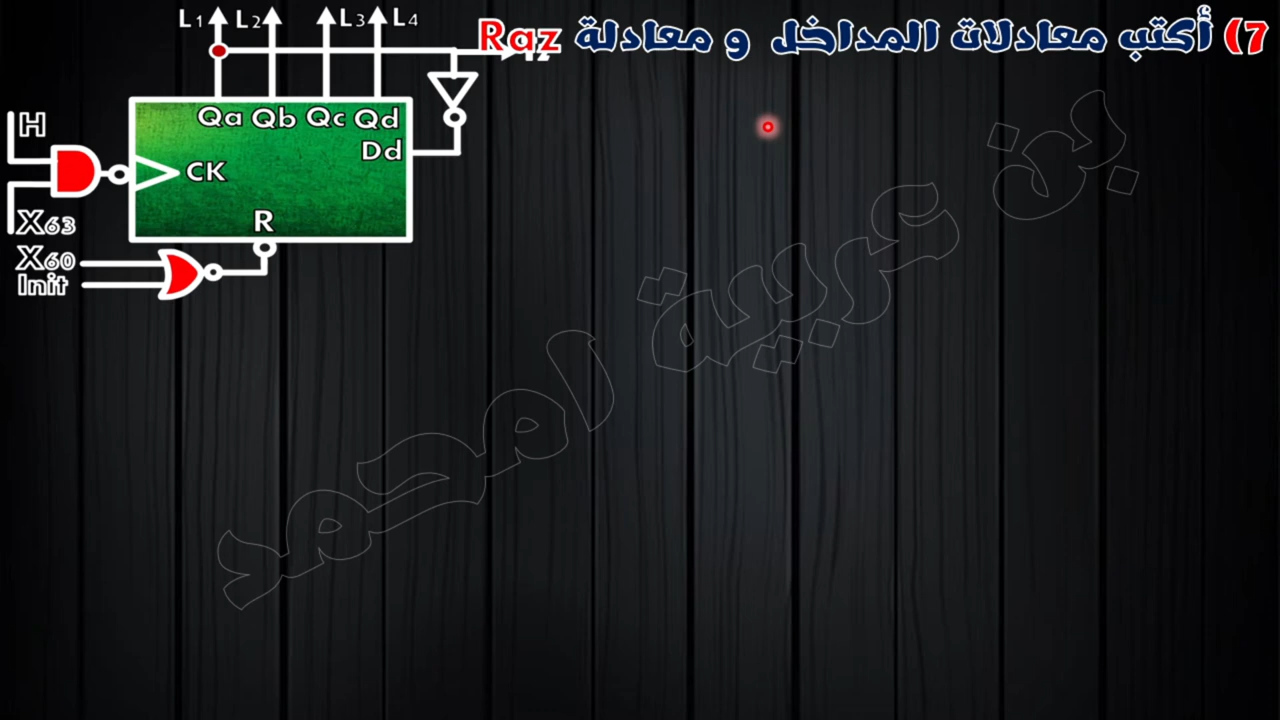 7) أكتب معادلات المداخل و معادلة Raz
L1 L2 L3 L4
Qa Qb Qc Qd
Dd
H
CK
X63
R
X60
Init
بن عربية امحمد